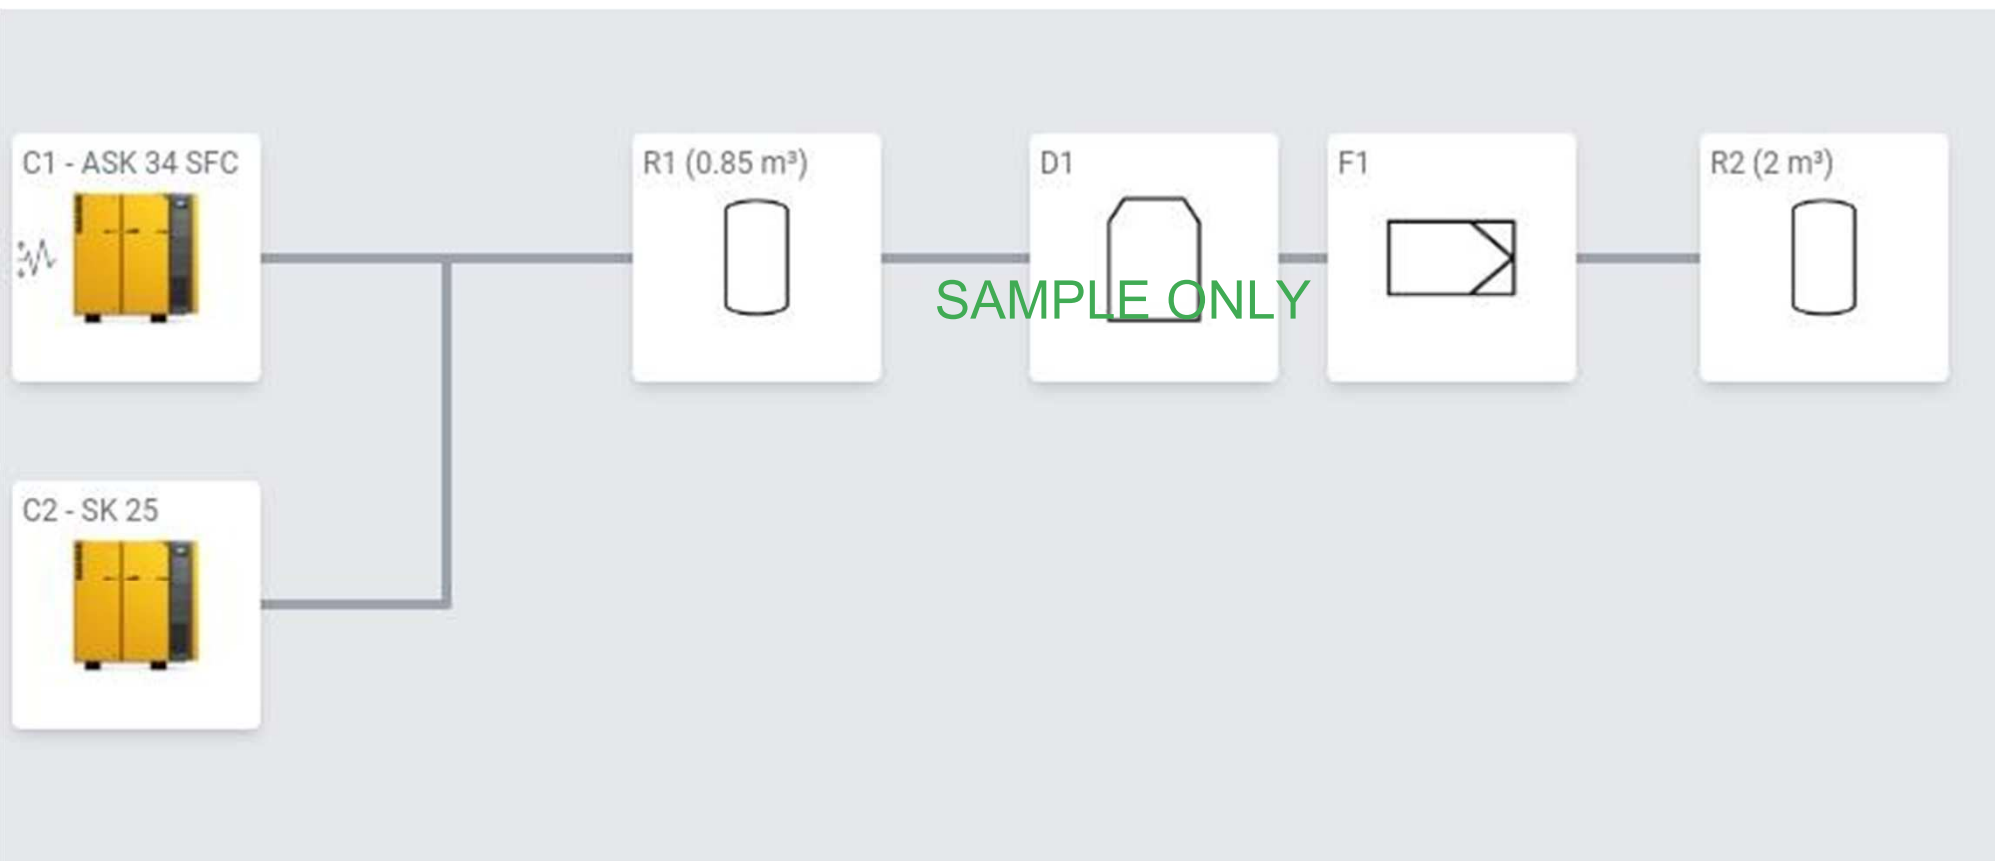 C1 - ASK 34 SFC
R1 (0.85 m³)
D1
F1
R2 (2 m³)
SAMPLE ONLY
C2 - SK 25